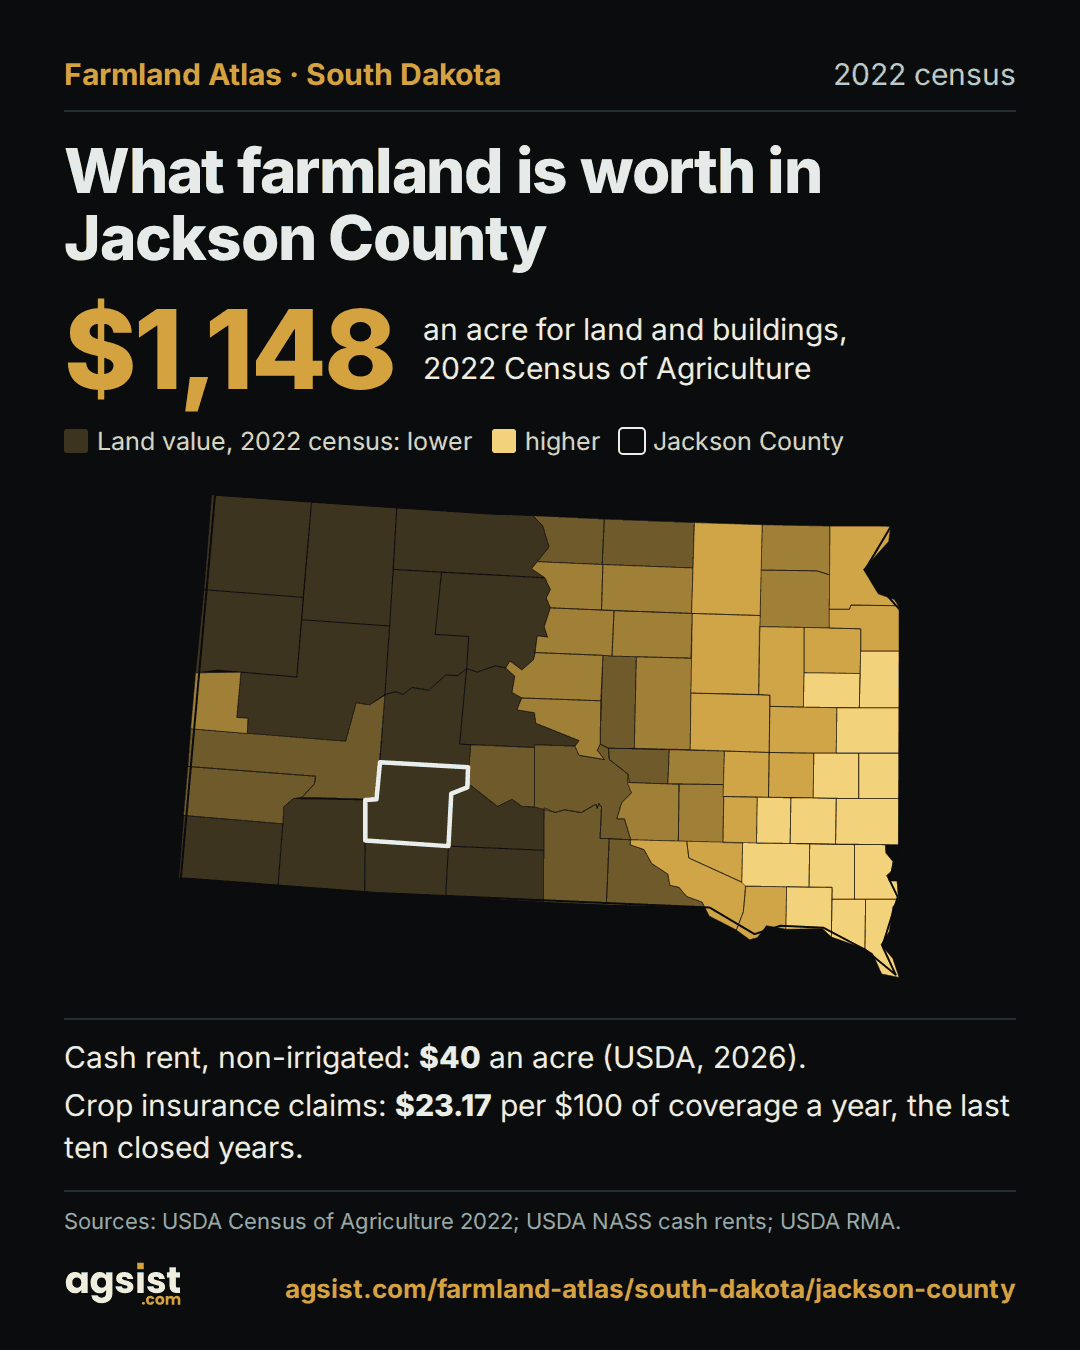 Farmland Atlas · South Dakota
2022 census
What farmland is worth in
Jackson County
$1,148
an acre for land and buildings,
2022 Census of Agriculture
Land value, 2022 census: lower
higher
Jackson County
Cash rent, non-irrigated: $40 an acre (USDA, 2026).
Crop insurance claims: $23.17 per $100 of coverage a year, the last
ten closed years.
Sources: USDA Census of Agriculture 2022; USDA NASS cash rents; USDA RMA.
agsist
.com
agsist.com/farmland-atlas/south-dakota/jackson-county